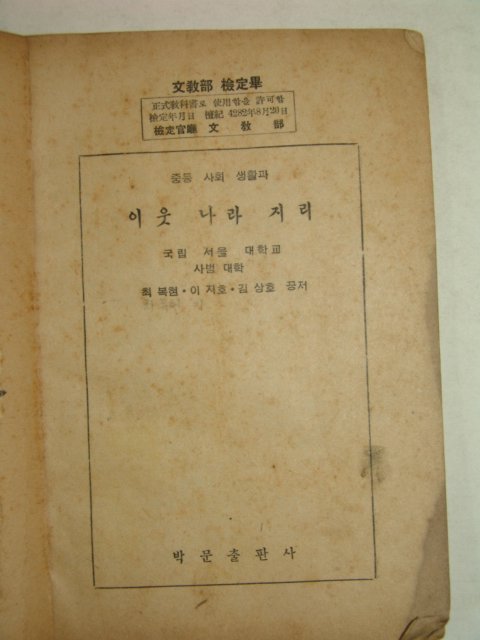 文敎部 檢定畢
正式敎科書로 使用함을 許可함
檢定年月日 檀紀 4282年8月20日
檢定官廳 文敎部
중등 사회 생활과
이웃 나라 지리
국립 서울 대학교
사범 대학
최 복현・이 지호・김 상호 공저
박문출판사